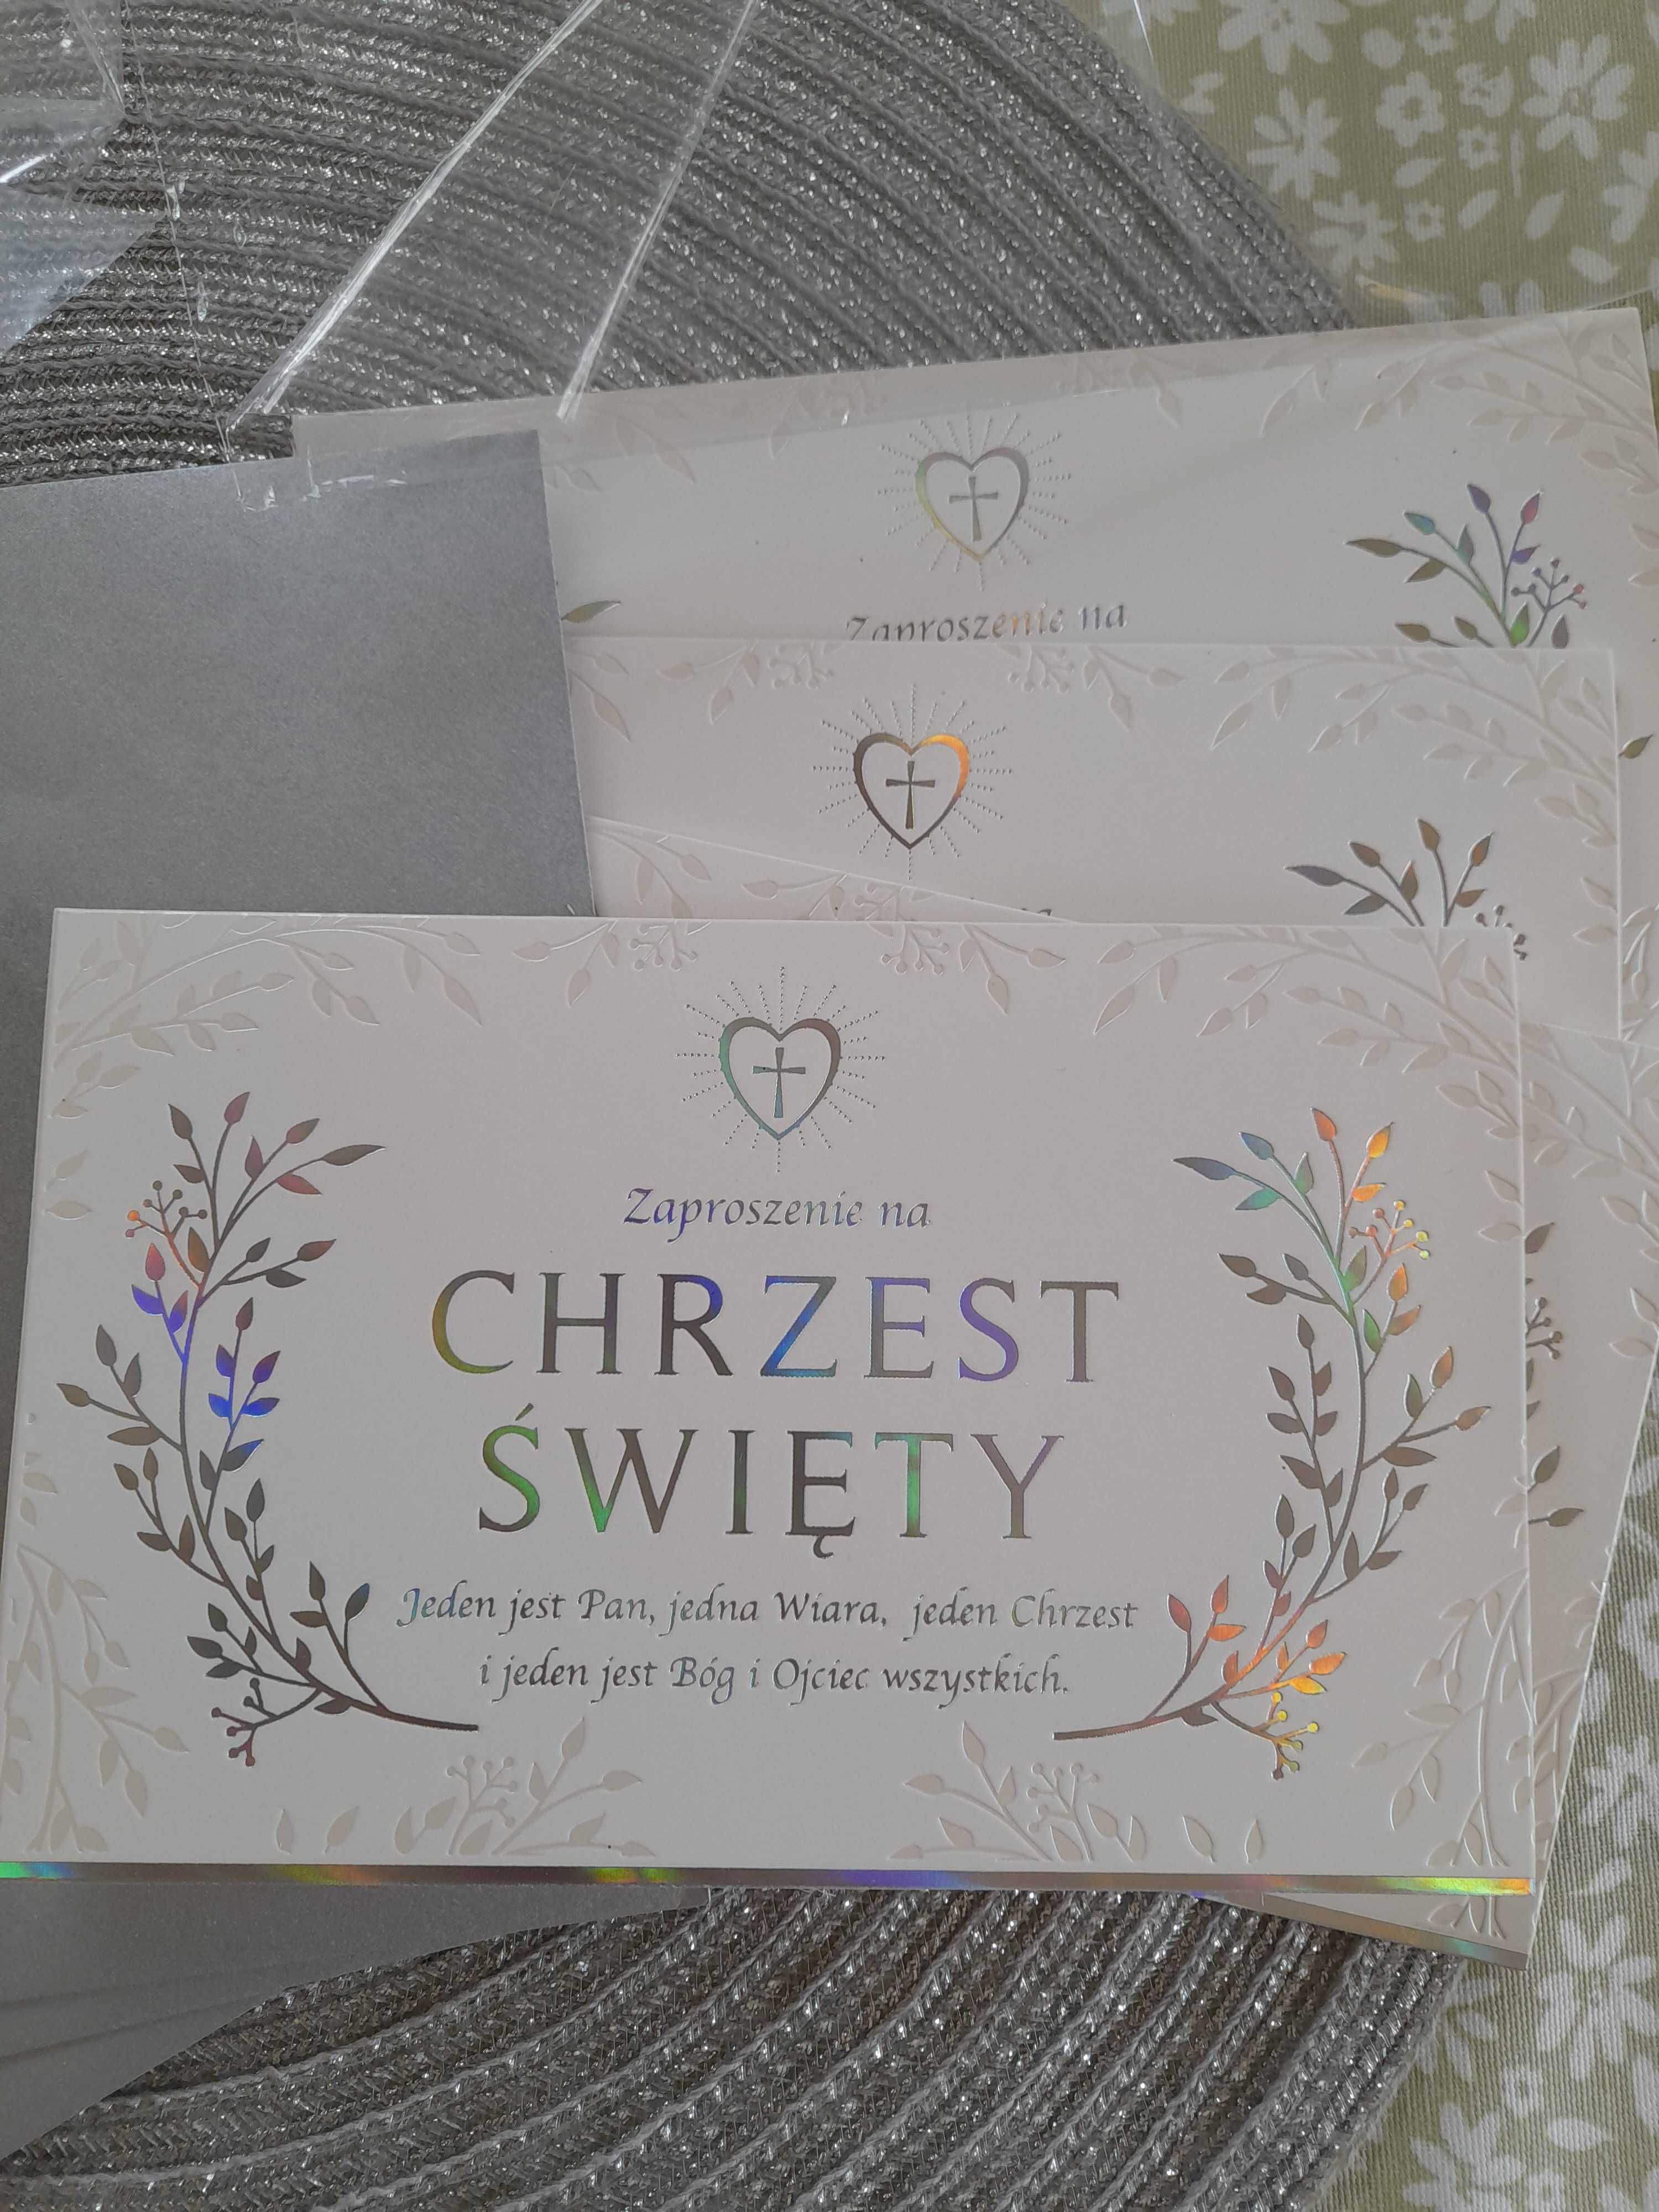 Zaproszenie na
Zaproszenie na
CHRZEST
ŚWIĘTY
Jeden jest Pan, jedna Wiara, jeden Chrzest
i jeden jest Bóg i Ojciec wszystkich.